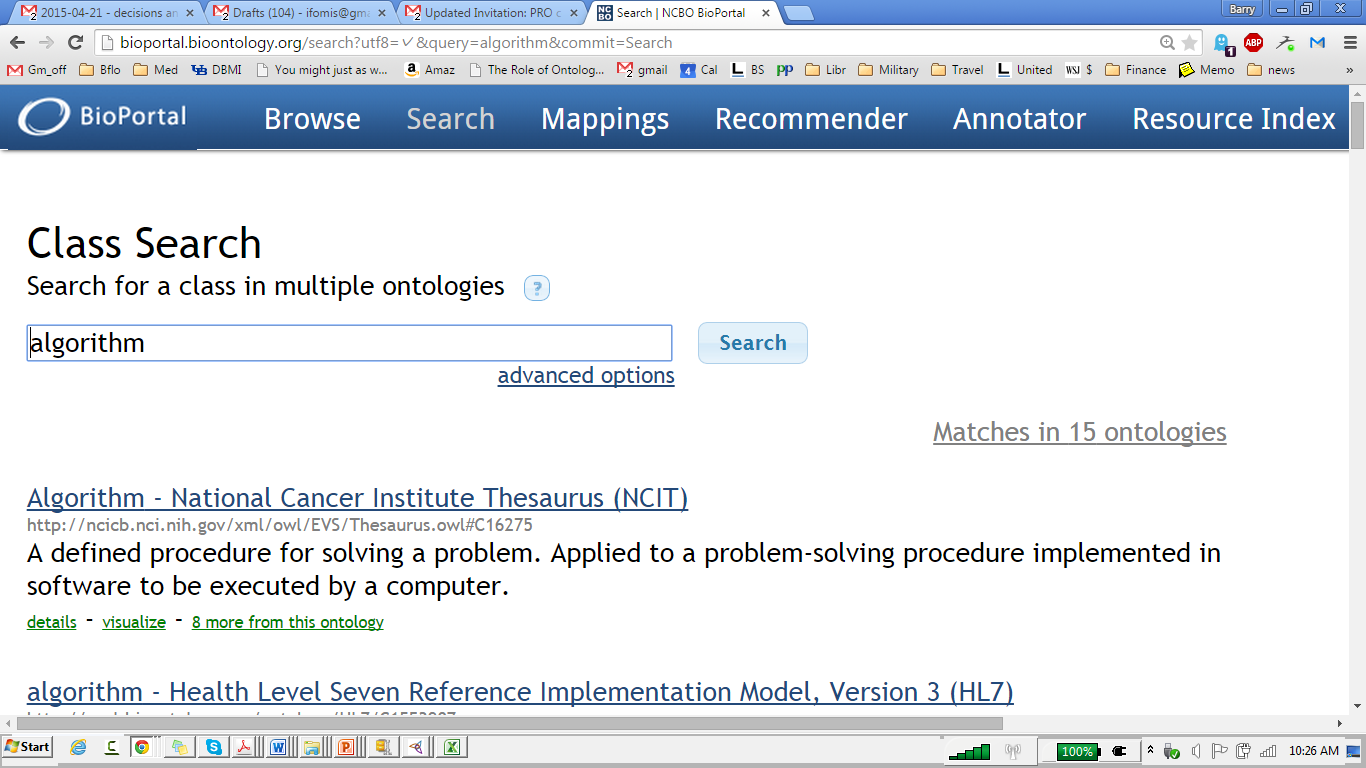 2015-04-21 - decisions an
Drafts (104) - ifomis@gma
Updated Invitation: PRO c
Search | NCBO BioPortal
Barry
bioportal.bioontology.org/search?utf8=✓&query=algorithm&commit=Search
ABP
1
Gm_off
Bflo
Med
DBMI
You might just as w...
Amaz
The Role of Ontolog...
gmail
Cal
BS
Libr
Military
Travel
United
WSJ $
Finance
Memo
news
»
BioPortal
Browse
Search
Mappings
Recommender
Annotator
Resource Index
Class Search
Search for a class in multiple ontologies ?
algorithm
Search
advanced options
Matches in 15 ontologies
Algorithm - National Cancer Institute Thesaurus (NCIT)
http://ncicb.nci.nih.gov/xml/owl/EVS/Thesaurus.owl#C16275
A defined procedure for solving a problem. Applied to a problem-solving procedure implemented in
software to be executed by a computer.
details - visualize - 8 more from this ontology
algorithm - Health Level Seven Reference Implementation Model, Version 3 (HL7)
Start
100%
10:26 AM